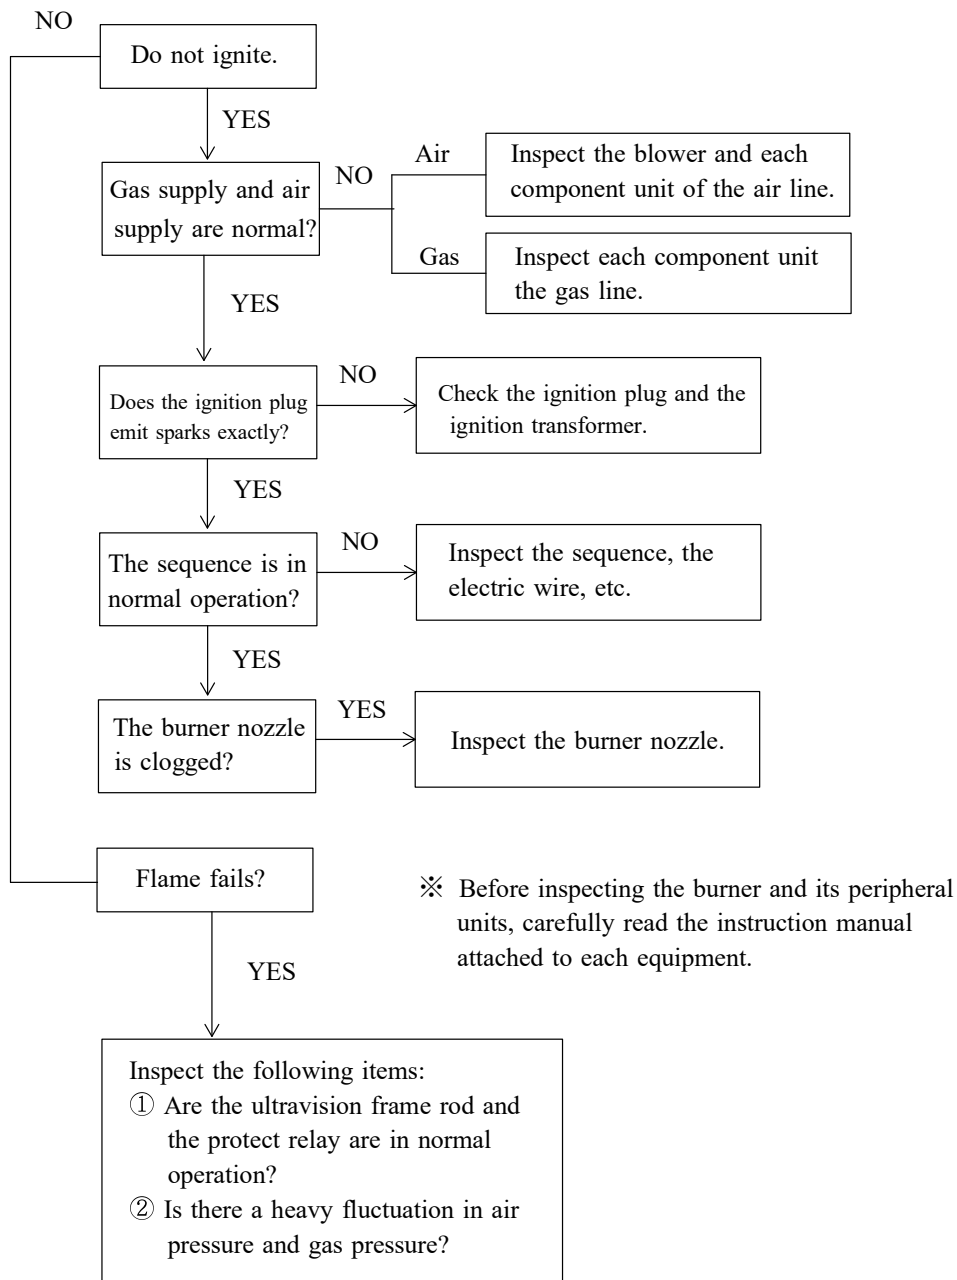 NO
Do not ignite.
YES
Gas supply and air
supply are normal?
NO
Air
Inspect the blower and each
component unit of the air line.
Gas
Inspect each component unit
the gas line.
YES
Does the ignition plug
emit sparks exactly?
NO
Check the ignition plug and the
ignition transformer.
YES
The sequence is in
normal operation?
NO
Inspect the sequence, the
electric wire, etc.
YES
The burner nozzle
is clogged?
YES
Inspect the burner nozzle.
Flame fails?
※ Before inspecting the burner and its peripheral
units, carefully read the instruction manual
attached to each equipment.
YES
Inspect the following items:
① Are the ultravision frame rod and
the protect relay are in normal
operation?
② Is there a heavy fluctuation in air
pressure and gas pressure?